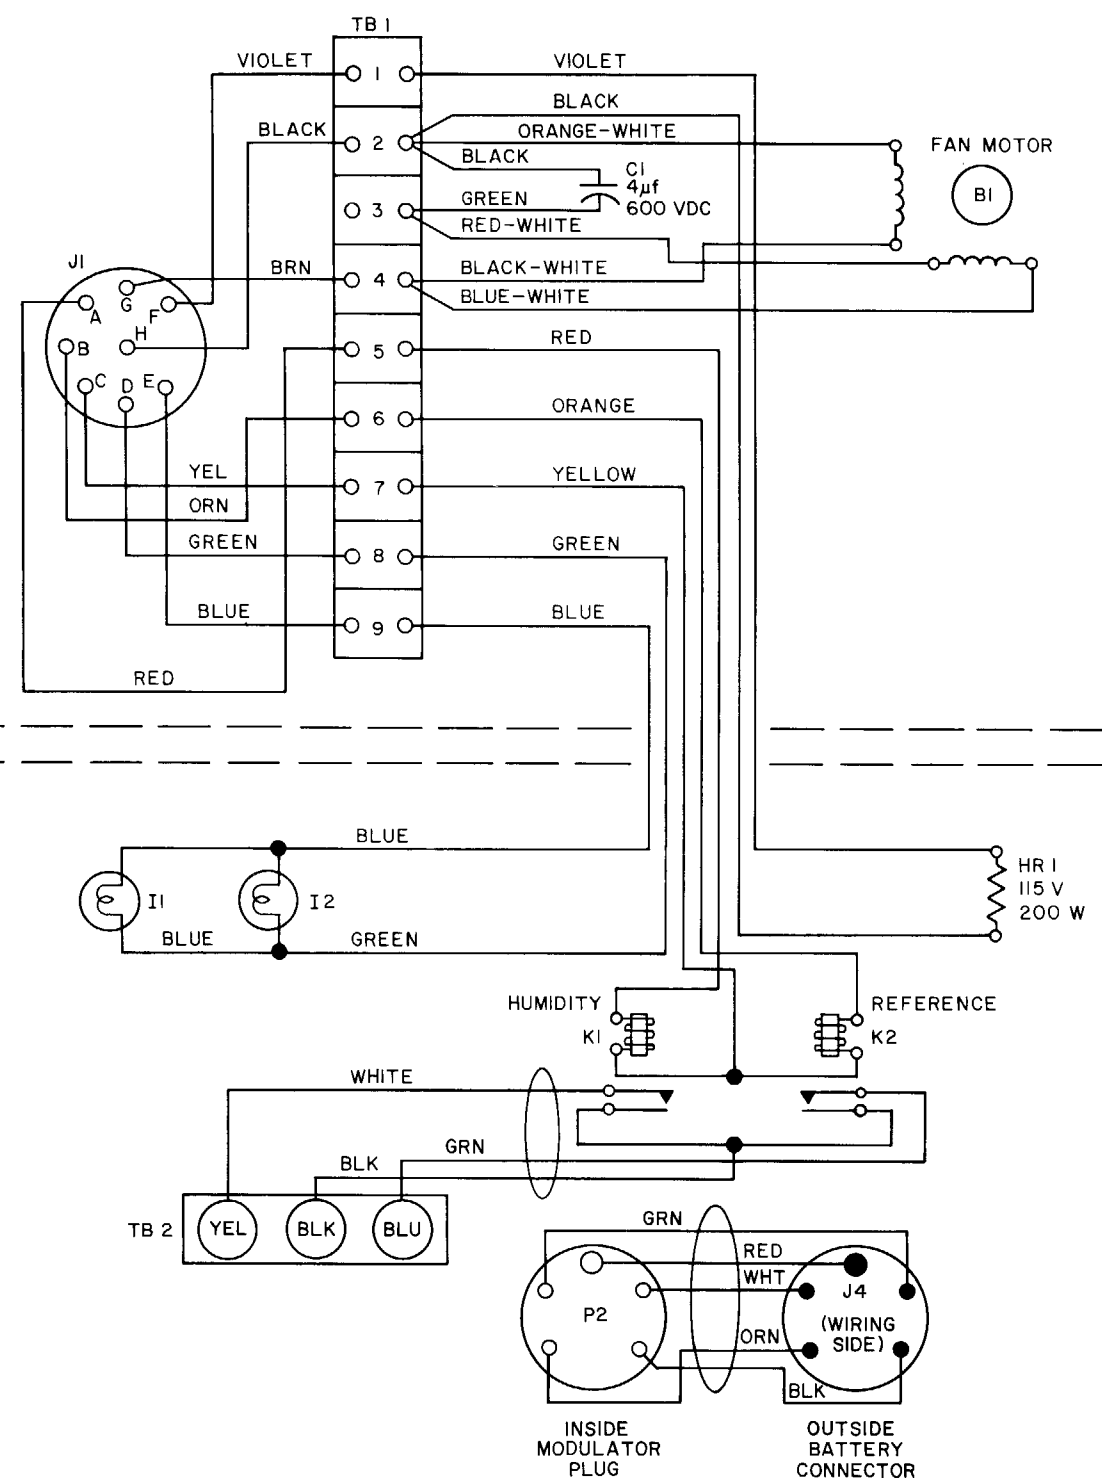 TB 1
VIOLET
1
VIOLET
BLACK
BLACK
2
ORANGE-WHITE
FAN MOTOR
BLACK
C1
4µf
600 VDC
B1
3
GREEN
RED-WHITE
J1
BRN
4
BLACK-WHITE
BLUE-WHITE
G
A
F
H
B
5
RED
C
D
E
6
ORANGE
YEL
7
YELLOW
ORN
GREEN
8
GREEN
BLUE
9
BLUE
RED
BLUE
I1
I2
HR 1
115 V
200 W
BLUE
GREEN
HUMIDITY
K1
REFERENCE
K2
WHITE
GRN
BLK
TB 2
YEL
BLK
BLU
GRN
RED
WHT
P2
J4
(WIRING
SIDE)
ORN
BLK
INSIDE
MODULATOR
PLUG
OUTSIDE
BATTERY
CONNECTOR